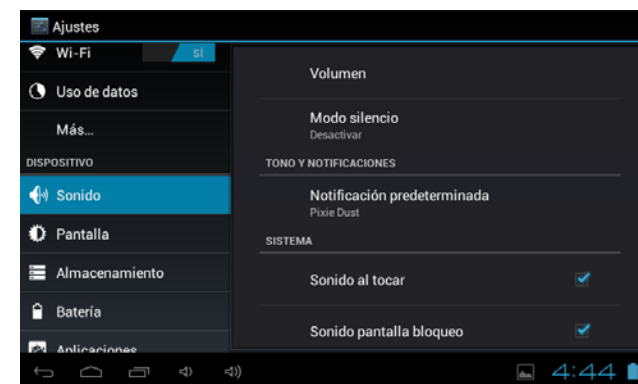 Ajustes
Wi-Fi
SÍ
Uso de datos
Más...
DISPOSITIVO
Sonido
Pantalla
Almacenamiento
Batería
Aplicaciones
Volumen
Modo silencio
Desactivar
TONO Y NOTIFICACIONES
Notificación predeterminada
Pixie Dust
SISTEMA
Sonido al tocar
Sonido pantalla bloqueo
4:44